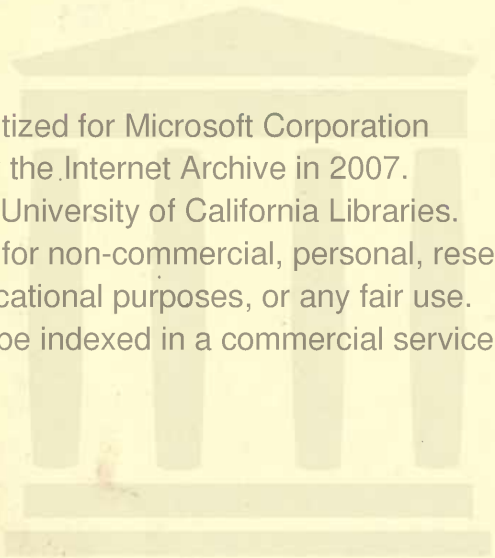 tized for Microsoft Corporation
the Internet Archive in 2007.
University of California Libraries.
for non-commercial, personal, rese
cational purposes, or any fair use.
be indexed in a commercial service